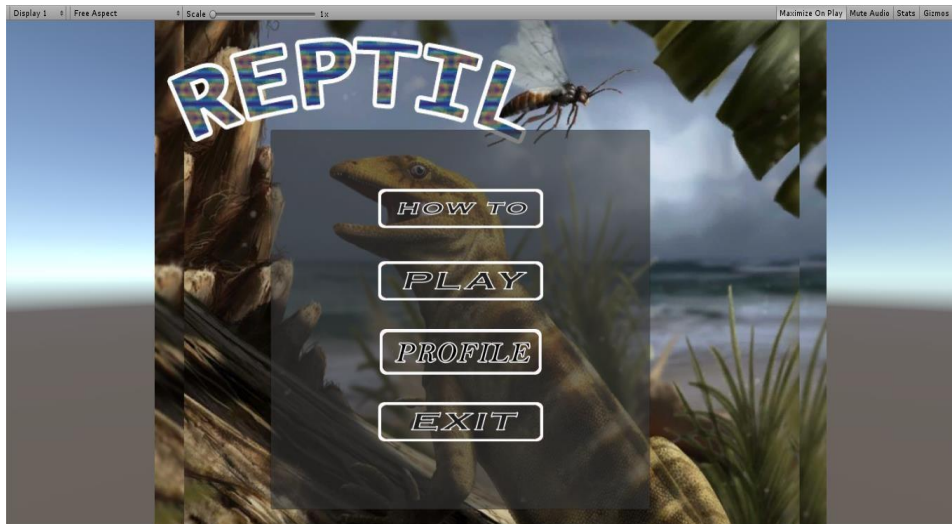 Display 1 Free Aspect Scale 1x Maximize On Play Mute Audio Stats Gizmos
REPTIL
HOW TO
PLAY
PROFILE
EXIT